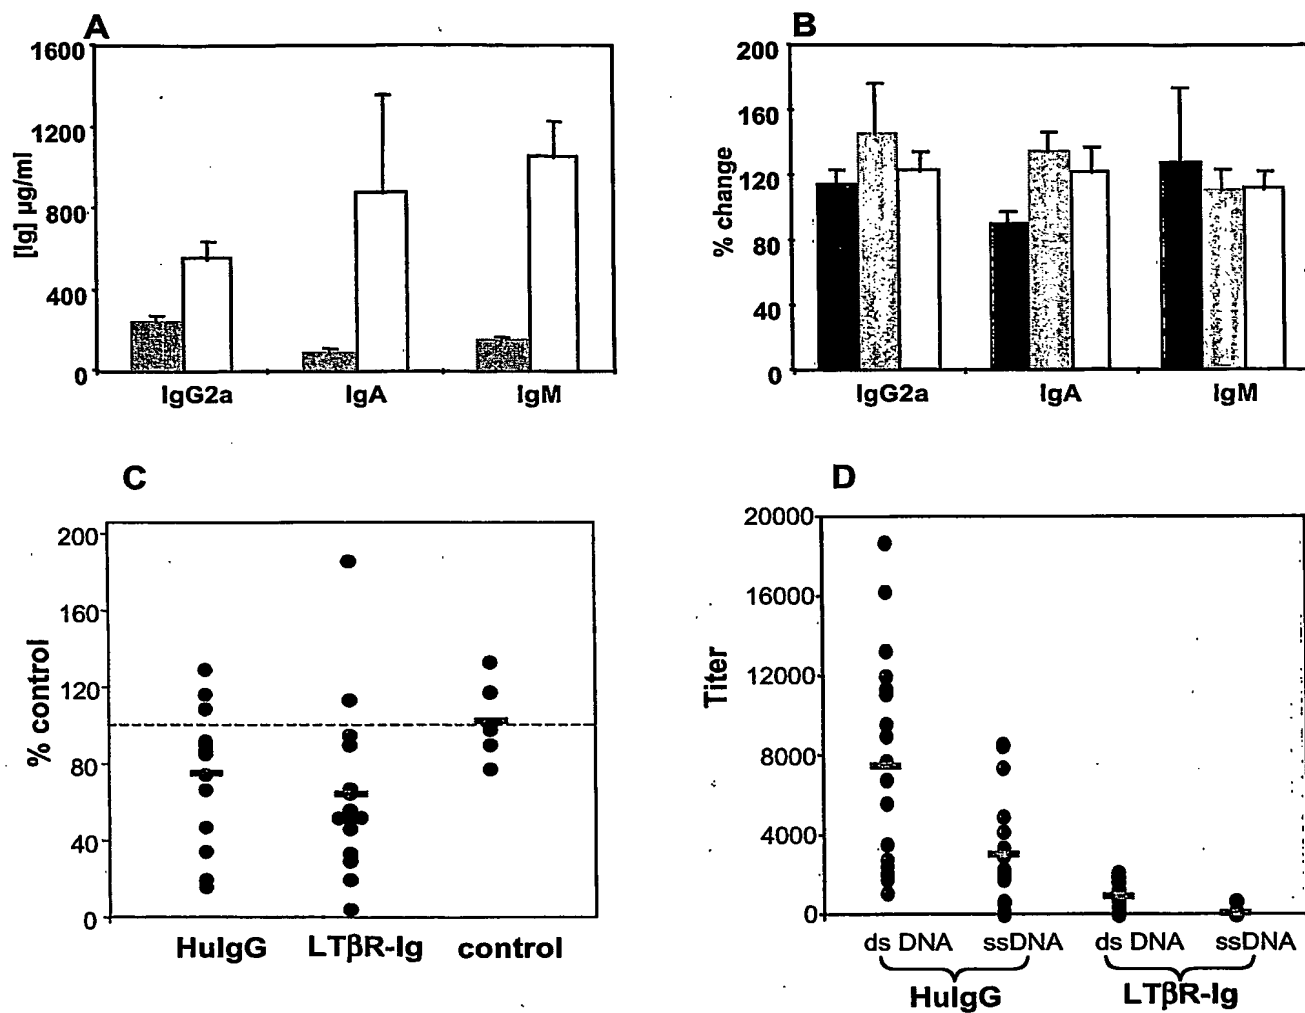 A
[Ig] µg/ml
1600
1200
800
400
0
IgG2a IgA IgM
B
% change
200
160
120
80
40
0
IgG2a IgA IgM
C
% control
200
160
120
80
40
0
HuIgG LTβR-Ig control
D
Titer
20000
16000
12000
8000
4000
0
ds DNA ssDNA ds DNA ssDNA
HuIgG LTβR-Ig